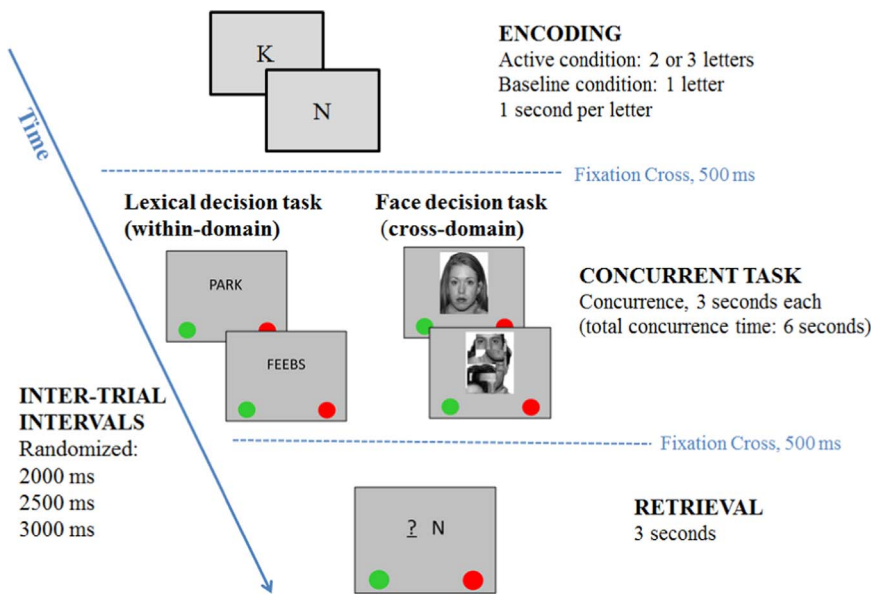 K
N
ENCODING
Active condition: 2 or 3 letters
Baseline condition: 1 letter
1 second per letter
Time
Fixation Cross, 500 ms
Lexical decision task
(within-domain)
Face decision task
(cross-domain)
PARK
FEEBS
CONCURRENT TASK
Concurrence, 3 seconds each
(total concurrence time: 6 seconds)
INTER-TRIAL
INTERVALS
Randomized:
2000 ms
2500 ms
3000 ms
Fixation Cross, 500 ms
? N
RETRIEVAL
3 seconds